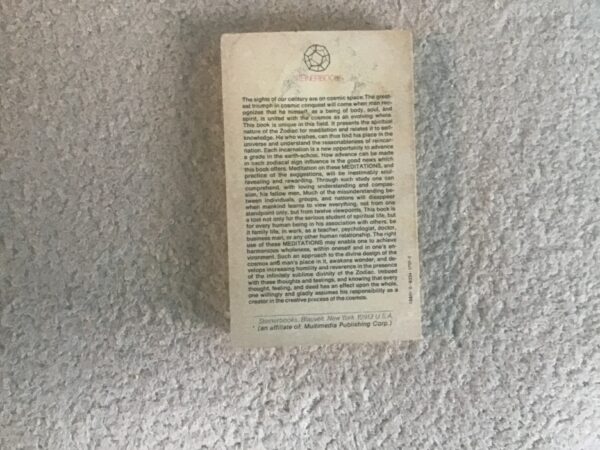 STEINERBOOKS
The sights of our century are on cosmic space. The great-
est triumph in cosmic conquest will come when man rec-
ognizes that he himself, as a being of body, soul, and
spirit, is united with the cosmos as an evolving whole.
This book is unique in this field. It presents the spiritual
nature of the Zodiac for meditation and relates it to self-
knowledge. He who wishes, can thus find his place in the
universe and understand the reasonableness of reincar-
nation. Each incarnation is a new opportunity to advance
a grade in the earth-school. How advance can be made
in each zodiacal sign influence is the good news which
this book offers. Meditation on these MEDITATIONS, and
practice of the suggestions, will be inestimably soul-
revealing and rewarding. Through such study one can
comprehend, with loving understanding and compas-
sion, his fellow men. Much of the misunderstanding be-
tween individuals, groups, and nations will disappear
when mankind learns to view everything, not from one
standpoint only, but from twelve viewpoints. This book is
a tool not only for the serious student of spiritual life, but
for every human being in his association with others, be
it family life, in work, as a teacher, psychologist, doctor,
business man, or any other human relationship. The right
use of these MEDITATIONS may enable one to achieve
harmonious wholeness, within oneself and in one's en-
vironment. Such an approach to the divine design of the
cosmos and man's place in it, awakens wonder, and de-
velops increasing humility and reverence in the presence
of the infinitely sublime divinity of the Zodiac. Imbued
with these thoughts and feelings, and knowing that every
thought, feeling, and deed has an effect upon the whole,
one willingly and gladly assumes his responsibility as a
creator in the creative process of the cosmos.
Steinerbooks, Blauvelt, New York 10913 U.S.A.
(an affiliate of: Multimedia Publishing Corp.)